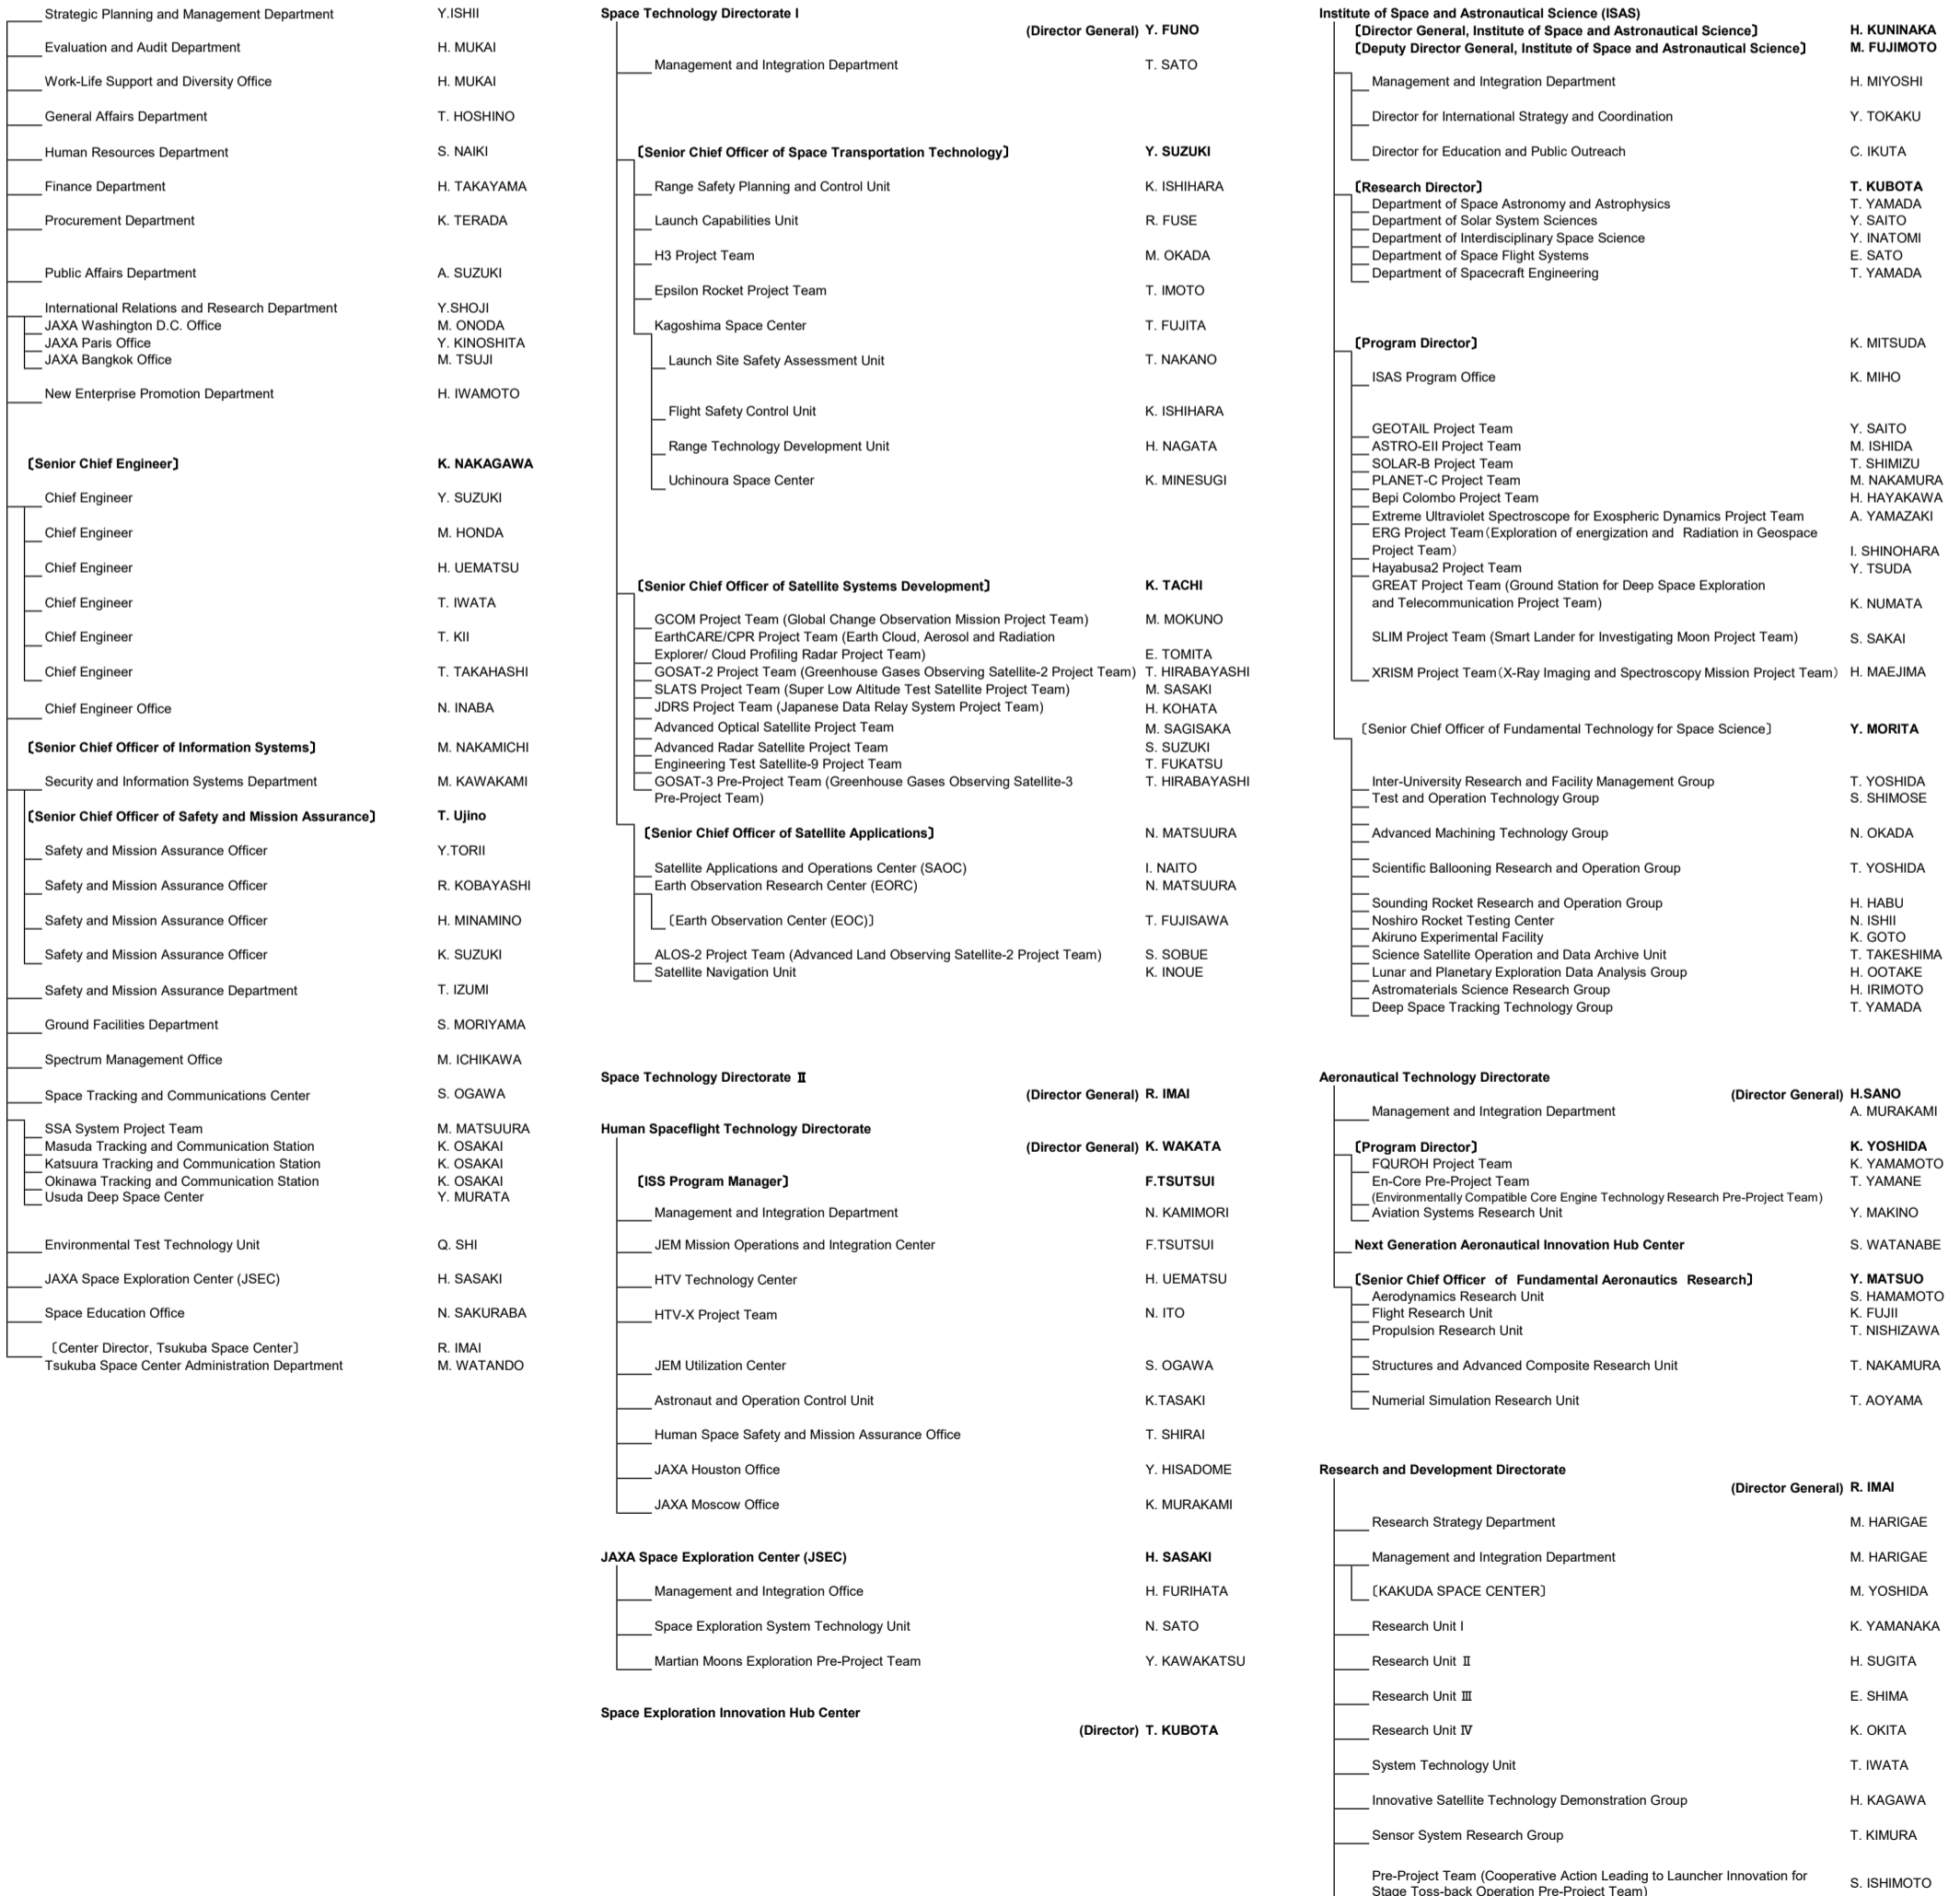 Strategic Planning and Management Department Y.ISHII
Evaluation and Audit Department H. MUKAI
Work-Life Support and Diversity Office H. MUKAI
General Affairs Department T. HOSHINO
Human Resources Department S. NAIKI
Finance Department H. TAKAYAMA
Procurement Department K. TERADA
Public Affairs Department A. SUZUKI
International Relations and Research Department Y.SHOJI
JAXA Washington D.C. Office M. ONODA
JAXA Paris Office Y. KINOSHITA
JAXA Bangkok Office M. TSUJI
New Enterprise Promotion Department H. IWAMOTO
〔Senior Chief Engineer〕 K. NAKAGAWA
Chief Engineer Y. SUZUKI
Chief Engineer M. HONDA
Chief Engineer H. UEMATSU
Chief Engineer T. IWATA
Chief Engineer T. KII
Chief Engineer T. TAKAHASHI
Chief Engineer Office N. INABA
〔Senior Chief Officer of Information Systems〕 M. NAKAMICHI
Security and Information Systems Department M. KAWAKAMI
〔Senior Chief Officer of Safety and Mission Assurance〕 T. Ujino
Safety and Mission Assurance Officer Y.TORII
Safety and Mission Assurance Officer R. KOBAYASHI
Safety and Mission Assurance Officer H. MINAMINO
Safety and Mission Assurance Officer K. SUZUKI
Safety and Mission Assurance Department T. IZUMI
Ground Facilities Department S. MORIYAMA
Spectrum Management Office M. ICHIKAWA
Space Tracking and Communications Center S. OGAWA
SSA System Project Team M. MATSUURA
Masuda Tracking and Communication Station K. OSAKAI
Katsuura Tracking and Communication Station K. OSAKAI
Okinawa Tracking and Communication Station K. OSAKAI
Usuda Deep Space Center Y. MURATA
Environmental Test Technology Unit Q. SHI
JAXA Space Exploration Center (JSEC) H. SASAKI
Space Education Office N. SAKURABA
〔Center Director, Tsukuba Space Center〕 R. IMAI
Tsukuba Space Center Administration Department M. WATANDO
Space Technology Directorate I
(Director General) Y. FUNO
Management and Integration Department T. SATO
〔Senior Chief Officer of Space Transportation Technology〕 Y. SUZUKI
Range Safety Planning and Control Unit K. ISHIHARA
Launch Capabilities Unit R. FUSE
H3 Project Team M. OKADA
Epsilon Rocket Project Team T. IMOTO
Kagoshima Space Center T. FUJITA
Launch Site Safety Assessment Unit T. NAKANO
Flight Safety Control Unit K. ISHIHARA
Range Technology Development Unit H. NAGATA
Uchinoura Space Center K. MINESUGI
〔Senior Chief Officer of Satellite Systems Development〕 K. TACHI
GCOM Project Team (Global Change Observation Mission Project Team) M. MOKUNO
EarthCARE/CPR Project Team (Earth Cloud, Aerosol and Radiation
Explorer/ Cloud Profiling Radar Project Team) E. TOMITA
GOSAT-2 Project Team (Greenhouse Gases Observing Satellite-2 Project Team) T. HIRABAYASHI
SLATS Project Team (Super Low Altitude Test Satellite Project Team) M. SASAKI
JDRS Project Team (Japanese Data Relay System Project Team) H. KOHATA
Advanced Optical Satellite Project Team M. SAGISAKA
Advanced Radar Satellite Project Team S. SUZUKI
Engineering Test Satellite-9 Project Team T. FUKATSU
GOSAT-3 Pre-Project Team (Greenhouse Gases Observing Satellite-3 T. HIRABAYASHI
Pre-Project Team)
〔Senior Chief Officer of Satellite Applications〕 N. MATSUURA
Satellite Applications and Operations Center (SAOC) I. NAITO
Earth Observation Research Center (EORC) N. MATSUURA
〔Earth Observation Center (EOC)〕 T. FUJISAWA
ALOS-2 Project Team (Advanced Land Observing Satellite-2 Project Team) S. SOBUE
Satellite Navigation Unit K. INOUE
Space Technology Directorate Ⅱ
(Director General) R. IMAI
Human Spaceflight Technology Directorate
(Director General) K. WAKATA
〔ISS Program Manager〕 F.TSUTSUI
Management and Integration Department N. KAMIMORI
JEM Mission Operations and Integration Center F.TSUTSUI
HTV Technology Center H. UEMATSU
HTV-X Project Team N. ITO
JEM Utilization Center S. OGAWA
Astronaut and Operation Control Unit K.TASAKI
Human Space Safety and Mission Assurance Office T. SHIRAI
JAXA Houston Office Y. HISADOME
JAXA Moscow Office K. MURAKAMI
JAXA Space Exploration Center (JSEC) H. SASAKI
Management and Integration Office H. FURIHATA
Space Exploration System Technology Unit N. SATO
Martian Moons Exploration Pre-Project Team Y. KAWAKATSU
Space Exploration Innovation Hub Center
(Director) T. KUBOTA
Institute of Space and Astronautical Science (ISAS)
〔Director General, Institute of Space and Astronautical Science〕 H. KUNINAKA
〔Deputy Director General, Institute of Space and Astronautical Science〕 M. FUJIMOTO
Management and Integration Department H. MIYOSHI
Director for International Strategy and Coordination Y. TOKAKU
Director for Education and Public Outreach C. IKUTA
〔Research Director〕 T. KUBOTA
Department of Space Astronomy and Astrophysics T. YAMADA
Department of Solar System Sciences Y. SAITO
Department of Interdisciplinary Space Science Y. INATOMI
Department of Space Flight Systems E. SATO
Department of Spacecraft Engineering T. YAMADA
〔Program Director〕 K. MITSUDA
ISAS Program Office K. MIHO
GEOTAIL Project Team Y. SAITO
ASTRO-EII Project Team M. ISHIDA
SOLAR-B Project Team T. SHIMIZU
PLANET-C Project Team M. NAKAMURA
Bepi Colombo Project Team H. HAYAKAWA
Extreme Ultraviolet Spectroscope for Exospheric Dynamics Project Team A. YAMAZAKI
ERG Project Team（Exploration of energization and Radiation in Geospace
Project Team） I. SHINOHARA
Hayabusa2 Project Team Y. TSUDA
GREAT Project Team (Ground Station for Deep Space Exploration
and Telecommunication Project Team) K. NUMATA
SLIM Project Team (Smart Lander for Investigating Moon Project Team) S. SAKAI
XRISM Project Team（X-Ray Imaging and Spectroscopy Mission Project Team） H. MAEJIMA
〔Senior Chief Officer of Fundamental Technology for Space Science〕 Y. MORITA
Inter-University Research and Facility Management Group T. YOSHIDA
Test and Operation Technology Group S. SHIMOSE
Advanced Machining Technology Group N. OKADA
Scientific Ballooning Research and Operation Group T. YOSHIDA
Sounding Rocket Research and Operation Group H. HABU
Noshiro Rocket Testing Center N. ISHII
Akiruno Experimental Facility K. GOTO
Science Satellite Operation and Data Archive Unit T. TAKESHIMA
Lunar and Planetary Exploration Data Analysis Group H. OOTAKE
Astromaterials Science Research Group H. IRIMOTO
Deep Space Tracking Technology Group T. YAMADA
Aeronautical Technology Directorate
(Director General) H.SANO
Management and Integration Department A. MURAKAMI
〔Program Director〕 K. YOSHIDA
FQUROH Project Team K. YAMAMOTO
En-Core Pre-Project Team T. YAMANE
(Environmentally Compatible Core Engine Technology Research Pre-Project Team)
Aviation Systems Research Unit Y. MAKINO
Next Generation Aeronautical Innovation Hub Center S. WATANABE
〔Senior Chief Officer of Fundamental Aeronautics Research〕 Y. MATSUO
Aerodynamics Research Unit S. HAMAMOTO
Flight Research Unit K. FUJII
Propulsion Research Unit T. NISHIZAWA
Structures and Advanced Composite Research Unit T. NAKAMURA
Numerial Simulation Research Unit T. AOYAMA
Research and Development Directorate
(Director General) R. IMAI
Research Strategy Department M. HARIGAE
Management and Integration Department M. HARIGAE
〔KAKUDA SPACE CENTER〕 M. YOSHIDA
Research Unit I K. YAMANAKA
Research Unit Ⅱ H. SUGITA
Research Unit Ⅲ E. SHIMA
Research Unit Ⅳ K. OKITA
System Technology Unit T. IWATA
Innovative Satellite Technology Demonstration Group H. KAGAWA
Sensor System Research Group T. KIMURA
Pre-Project Team (Cooperative Action Leading to Launcher Innovation for S. ISHIMOTO
Stage Toss-back Operation Pre-Project Team)